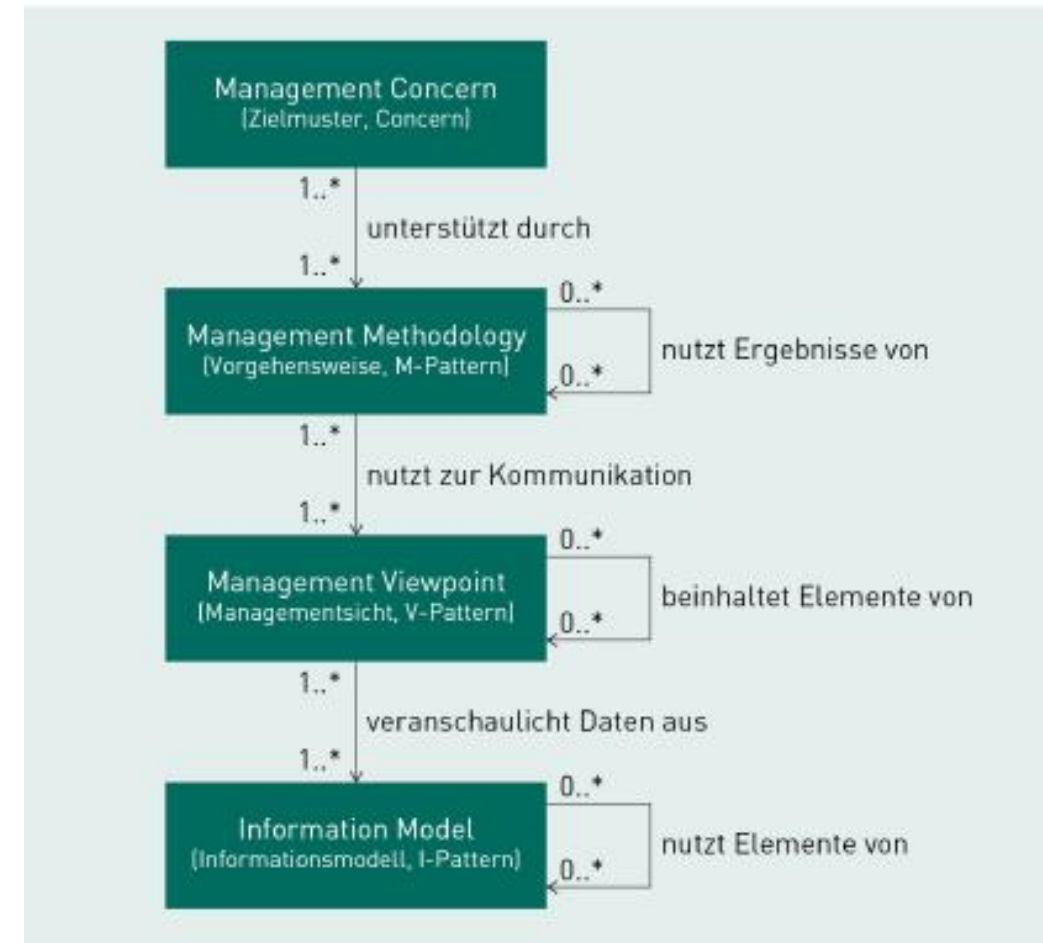 Management Concern
(Zielmuster, Concern)
1..*
unterstützt durch
1..*
Management Methodology
(Vorgehensweise, M-Pattern)
0..*
nutzt Ergebnisse von
0..*
1..*
nutzt zur Kommunikation
1..*
Management Viewpoint
(Managementsicht, V-Pattern)
0..*
beinhaltet Elemente von
0..*
1..*
veranschaulicht Daten aus
1..*
Information Model
(Informationsmodell, I-Pattern)
0..*
nutzt Elemente von
0..*